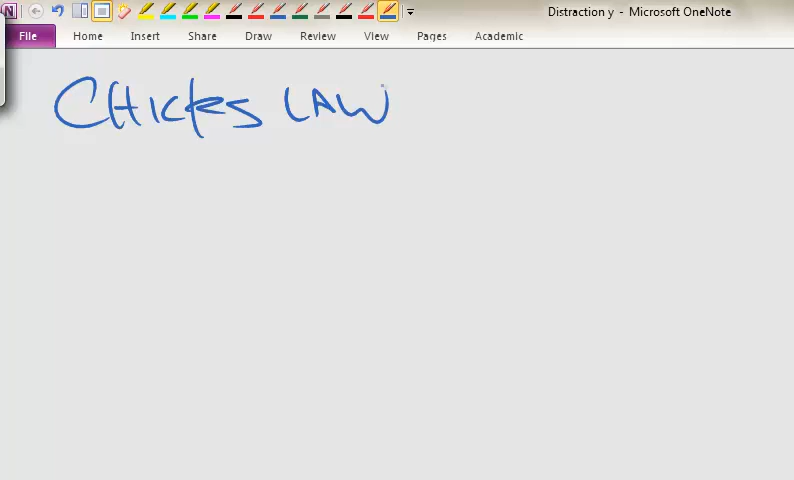 Distraction y - Microsoft OneNote
File Home Insert Share Draw Review View Pages Academic
CHICKS LAW